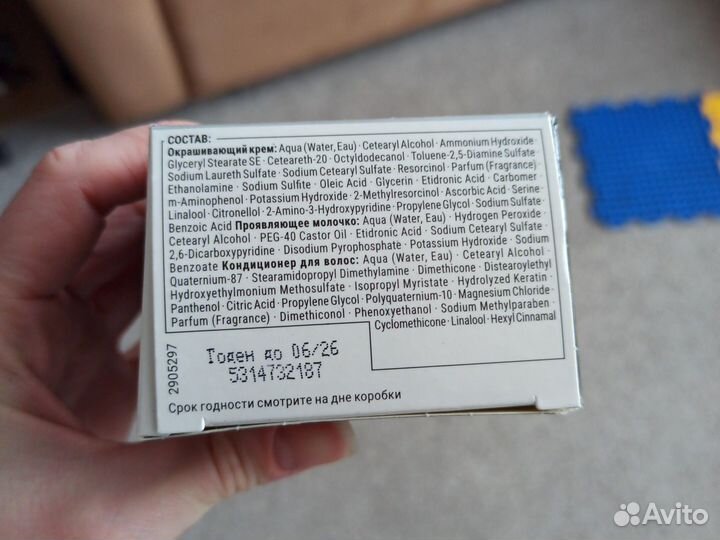 СОСТАВ:
Окрашивающий крем: Aqua (Water, Eau) · Cetearyl Alcohol · Ammonium Hydroxide
Glyceryl Stearate SE · Ceteareth-20 · Octyldodecanol · Toluene-2,5-Diamine Sulfate
Sodium Laureth Sulfate · Sodium Cetearyl Sulfate · Resorcinol · Parfum (Fragrance)
Ethanolamine · Sodium Sulfite · Oleic Acid · Glycerin · Etidronic Acid · Carbomer
m-Aminophenol · Potassium Hydroxide · 2-Methylresorcinol · Ascorbic Acid · Serine
Linalool · Citronellol · 2-Amino-3-Hydroxypyridine · Propylene Glycol · Sodium Sulfate
Benzoic Acid Проявляющее молочко: Aqua (Water, Eau) · Hydrogen Peroxide
Cetearyl Alcohol · PEG-40 Castor Oil · Etidronic Acid · Sodium Cetearyl Sulfate
2,6-Dicarboxypyridine · Disodium Pyrophosphate · Potassium Hydroxide · Sodium
Benzoate Кондиционер для волос: Aqua (Water, Eau) · Cetearyl Alcohol
Quaternium-87 · Stearamidopropyl Dimethylamine · Dimethicone · Distearoylethyl
Hydroxyethylmonium Methosulfate · Isopropyl Myristate · Hydrolyzed Keratin
Panthenol · Citric Acid · Propylene Glycol · Polyquaternium-10 · Magnesium Chloride
Parfum (Fragrance) · Dimethiconol · Phenoxyethanol · Sodium Methylparaben
Cyclomethicone · Linalool · Hexyl Cinnamal
2905297
Годен до 06/26
5314732187
Срок годности смотрите на дне коробки
Avito